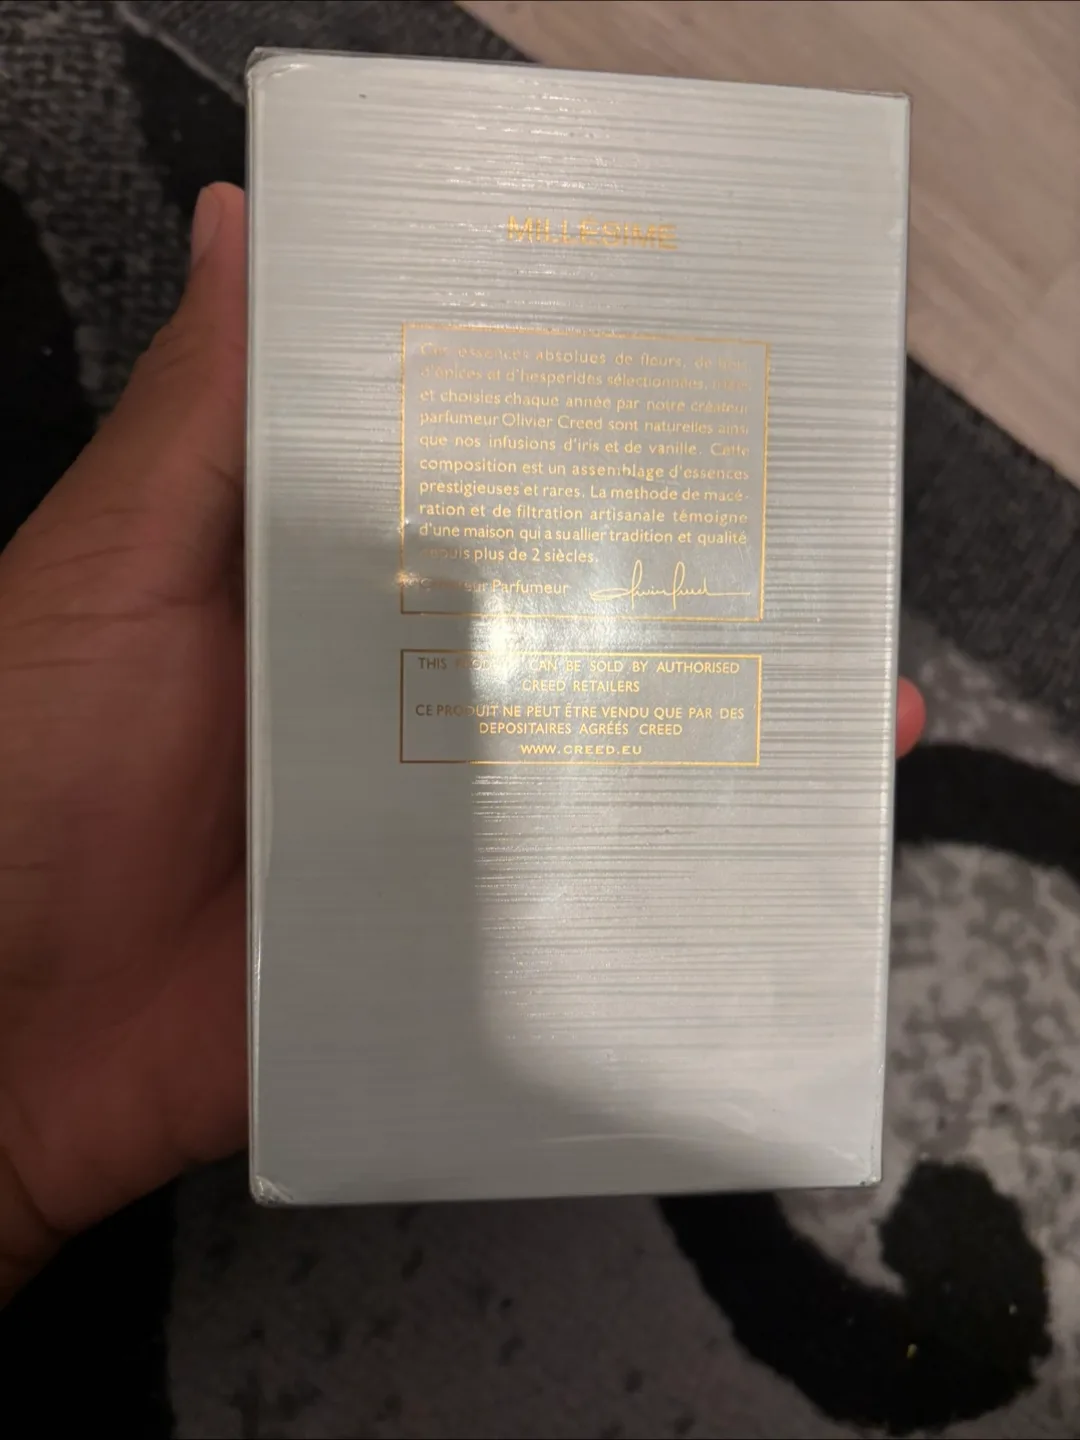 MILLESIME
essences absolues de fleurs, de
d'épices et d'hesperides sélectionnées,
et choisies chaque année par notre créateur
parfumeur Olivier Creed sont naturelles ainsi
que nos infusions d'iris et de vanille. Cette
composition est un assemblage d'essences
prestigieuses et rares. La methode de macé-
ration et de filtration artisanale témoigne
d'une maison qui a su allier tradition et qualité
depuis plus de 2 siècles.
Parfumeur
THIS CAN BE SOLD BY AUTHORISED
CREED RETAILERS
CE PRODUIT NE PEUT ÊTRE VENDU QUE PAR DES
DEPOSITAIRES AGRÉÉS CREED
WWW.CREED.EU